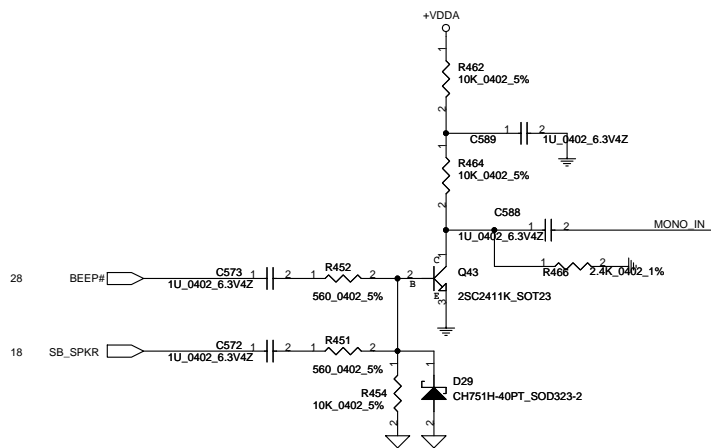 +VDDA
1
R462
10K_0402_5%
2
C589
1 2
1U_0402_6.3V4Z
1
R464
10K_0402_5%
2
C588
1 2
1U_0402_6.3V4Z
MONO_IN
R466
1 2
2.4K_0402_1%
28 BEEP#
C573
1 2
1U_0402_6.3V4Z
R452
1 2
560_0402_5%
2
B
C
1
E
3
Q43
2SC2411K_SOT23
18 SB_SPKR
C572
1 2
1U_0402_6.3V4Z
R451
1 2
560_0402_5%
1
R454
10K_0402_5%
2
1
D29
CH751H-40PT_SOD323-2
2